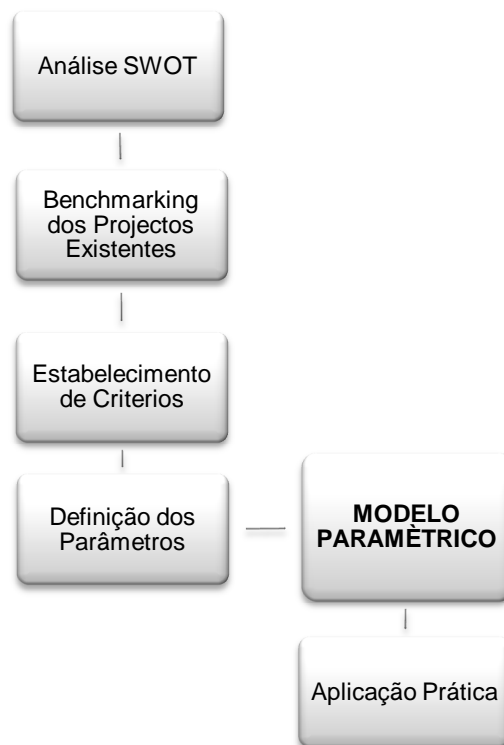 Análise SWOT
Benchmarking
dos Projectos
Existentes
Estabelecimento
de Criterios
Definição dos
Parâmetros
MODELO
PARAMÈTRICO
Aplicação Prática